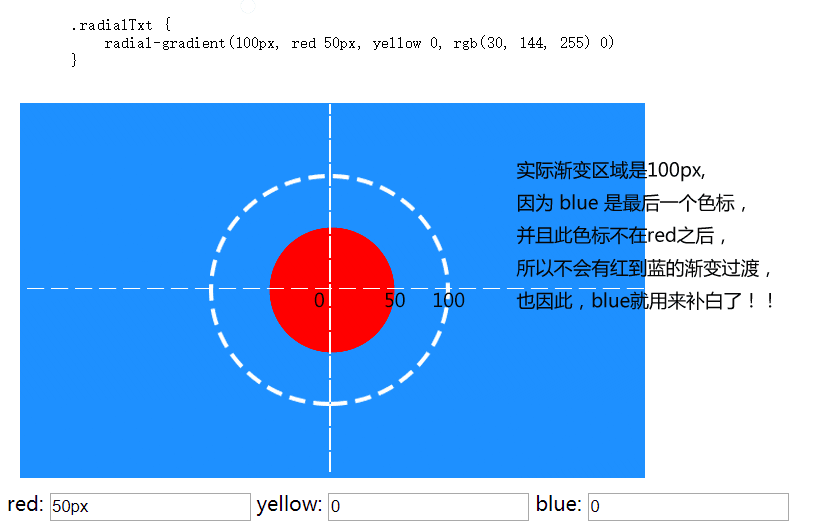 .radialTxt {
radial-gradient(100px, red 50px, yellow 0, rgb(30, 144, 255) 0)
}
实际渐变区域是100px,
因为 blue 是最后一个色标，
并且此色标不在red之后，
所以不会有红到蓝的渐变过渡，
也因此，blue就用来补白了！！
0 50 100
red: 50px yellow: 0 blue: 0